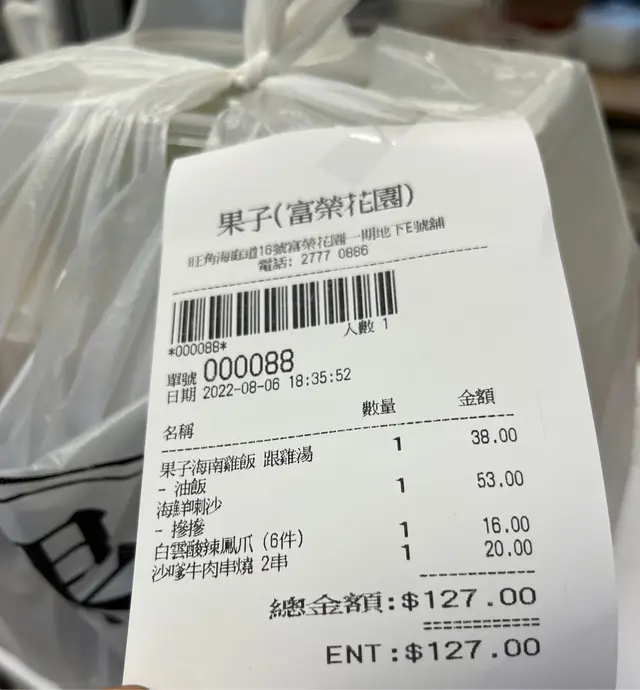 果子(富榮花園)
旺角海庭道16號富榮花園一期地下E號舖
電話: 2777 0886
人數 1
*000088*
單號 000088
日期 2022-08-06 18:35:52
名稱 數量 金額
果子海南雞飯 跟雞湯 1 38.00
- 油飯
海鮮喇沙 1 53.00
- 摻摻
白雲酸辣鳳爪 (6件) 1 16.00
沙嗲牛肉串燒 2串 1 20.00
總金額:$127.00
ENT:$127.00